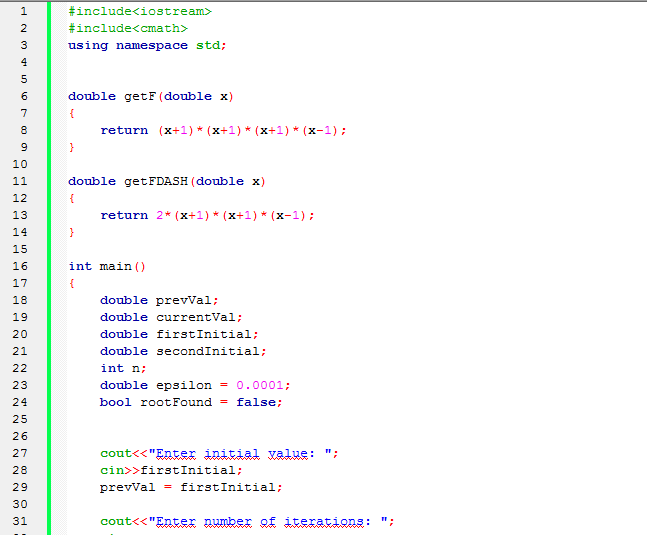 1 #include<iostream>
2 #include<cmath>
3 using namespace std;
4
5
6 double getF(double x)
7 {
8 return (x+1)*(x+1)*(x+1)*(x-1);
9 }
10
11 double getFDASH(double x)
12 {
13 return 2*(x+1)*(x+1)*(x-1);
14 }
15
16 int main()
17 {
18 double prevVal;
19 double currentVal;
20 double firstInitial;
21 double secondInitial;
22 int n;
23 double epsilon = 0.0001;
24 bool rootFound = false;
25
26
27 cout<<"Enter initial value: ";
28 cin>>firstInitial;
29 prevVal = firstInitial;
30
31 cout<<"Enter number of iterations: ";